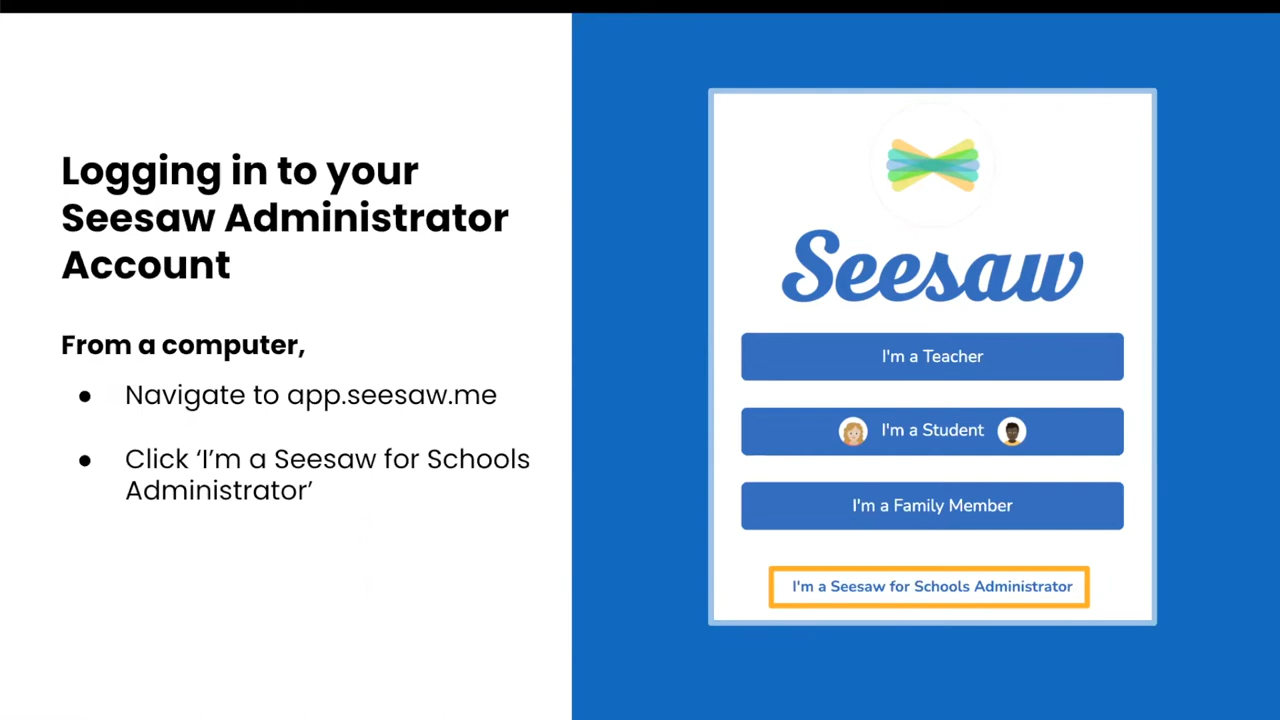 Logging in to your
Seesaw Administrator
Account
From a computer,
● Navigate to app.seesaw.me
● Click ‘I’m a Seesaw for Schools
Administrator’
Seesaw
I'm a Teacher
I'm a Student
I'm a Family Member
I'm a Seesaw for Schools Administrator